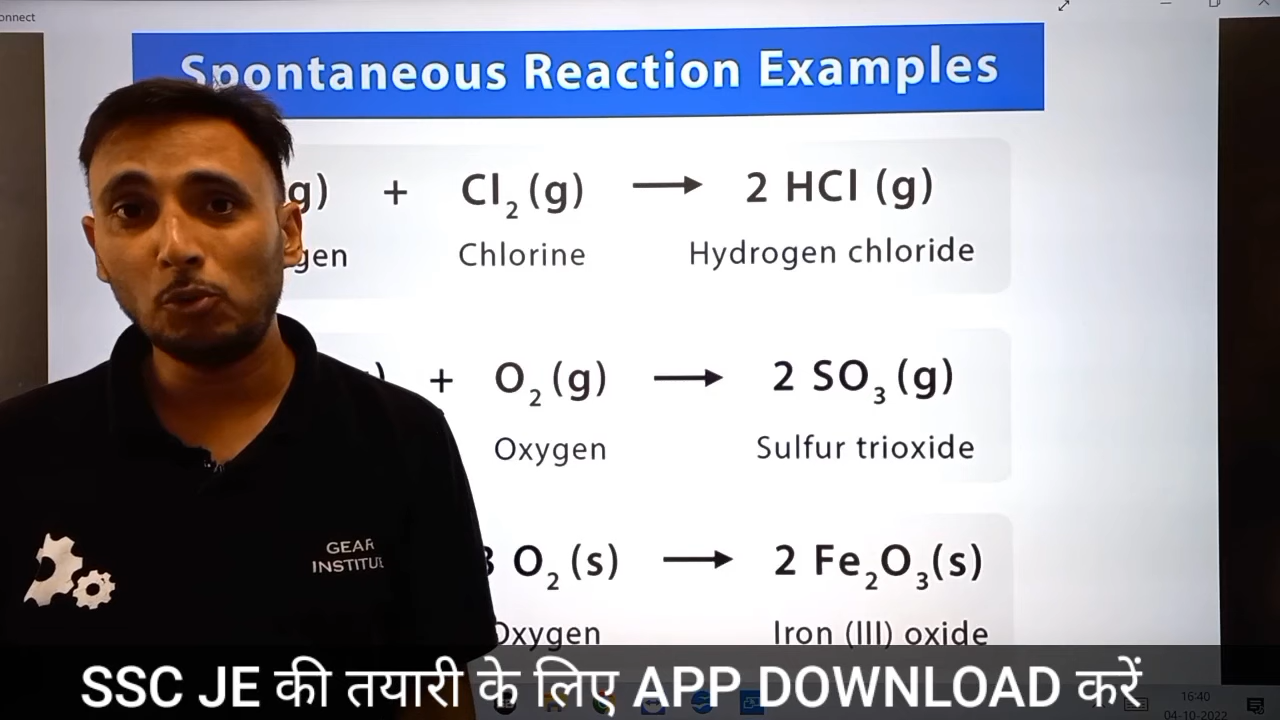 onnect
Spontaneous Reaction Examples
g) + Cl₂ (g) → 2 HCl (g)
gen Chlorine Hydrogen chloride
) + O₂ (g) → 2 SO₃ (g)
Oxygen Sulfur trioxide
3 O₂ (s) → 2 Fe₂O₃(s)
Oxygen Iron (III) oxide
GEAR
INSTITUE
SSC JE की तयारी के लिए APP DOWNLOAD करें
16:40
04-10-2022